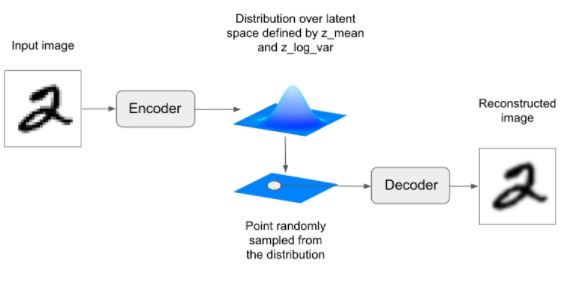 Distribution over latent
space defined by z_mean
and z_log_var
Input image
Encoder
Reconstructed
image
Decoder
Point randomly
sampled from
the distribution